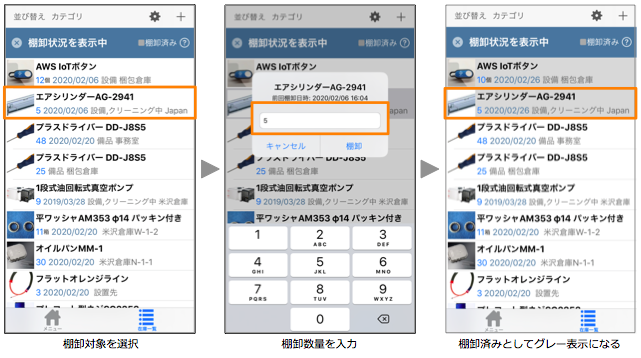 並び替え カテゴリ
棚卸状況を表示中
棚卸済み
AWS IoTボタン
12個 2020/02/06 設備 梱包倉庫
エアシリンダーAG-2941
5 2020/02/06 設備,クリーニング中 Japan
プラスドライバー DD-J8S5
48 2020/02/20 備品 事務室
プラスドライバー DD-J8S5
25 備品 梱包倉庫
1段式油回転式真空ポンプ
9 2019/03/28 設備,クリーニング中 米沢倉庫
平ワッシャAM353 φ14 パッキン付き
11箱 2020/02/20 米沢倉庫W-1-2
オイルパンMM-1
30 2020/02/20 米沢倉庫N-1-1
フラットオレンジライン
3 2020/02/20 設置先
メニュー
在庫一覧
棚卸対象を選択
並び替え カテゴリ
棚卸状況を表示中
棚卸済み
AWS IoTボタン
エアシリンダーAG-2941
前回棚卸日時: 2020/02/06 16:04
5
キャンセル 棚卸
Japan
25 備品 梱包倉庫
1段式油回転式真空ポンプ
9 2019/03/28 設備,クリーニング中 米沢倉庫
平ワッシャAM353 φ14 パッキン付き
1 2 3
ABC DEF
4 5 6
GHI JKL MNO
7 8 9
PQRS TUV WXYZ
0
棚卸数量を入力
並び替え カテゴリ
棚卸状況を表示中
棚卸済み
AWS IoTボタン
10個 2020/02/06 設備 梱包倉庫
エアシリンダーAG-2941
5 2020/02/26 設備,クリーニング中 Japan
プラスドライバー DD-J8S5
48 2020/02/20 備品 事務室
プラスドライバー DD-J8S5
25 備品 梱包倉庫
1段式油回転式真空ポンプ
9 2019/03/28 設備,クリーニング中 米沢倉庫
平ワッシャAM353 φ14 パッキン付き
11箱 2020/02/20 米沢倉庫W-1-2
オイルパンMM-1
30 2020/02/20 米沢倉庫N-1-1
フラットオレンジライン
3 2020/02/20 設置先
メニュー
在庫一覧
棚卸済みとしてグレー表示になる